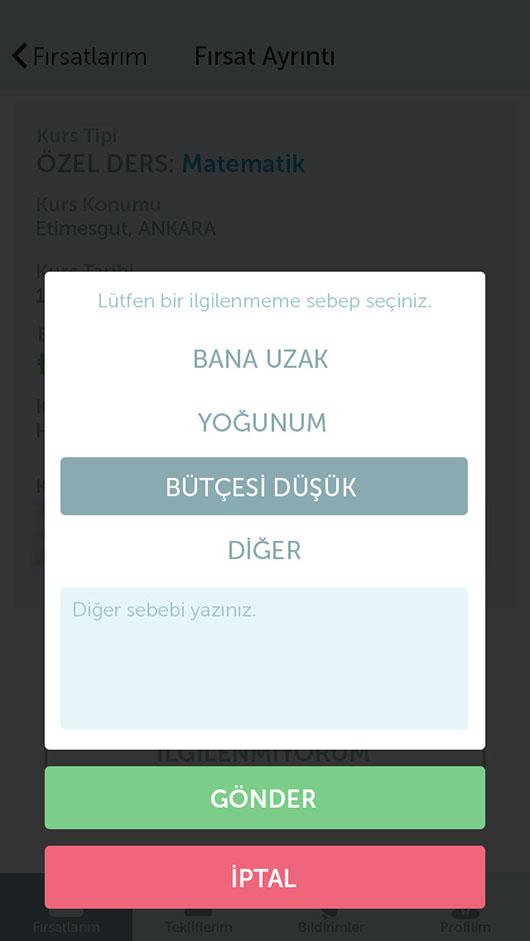 Fırsatlarım
Fırsat Ayrıntı
Kurs Tipi
ÖZEL DERS: Matematik
Kurs Konumu
Etimesgut, ANKARA
Kurs Tarihi
Lütfen bir ilgilenmeme sebep seçiniz.
BANA UZAK
YOĞUNUM
BÜTÇESİ DÜŞÜK
DİĞER
Diğer sebebi yazınız.
İLGİLENMİYORUM
GÖNDER
İPTAL
Fırsatlarım
Tekliflerim
Bildirimler
Profilim